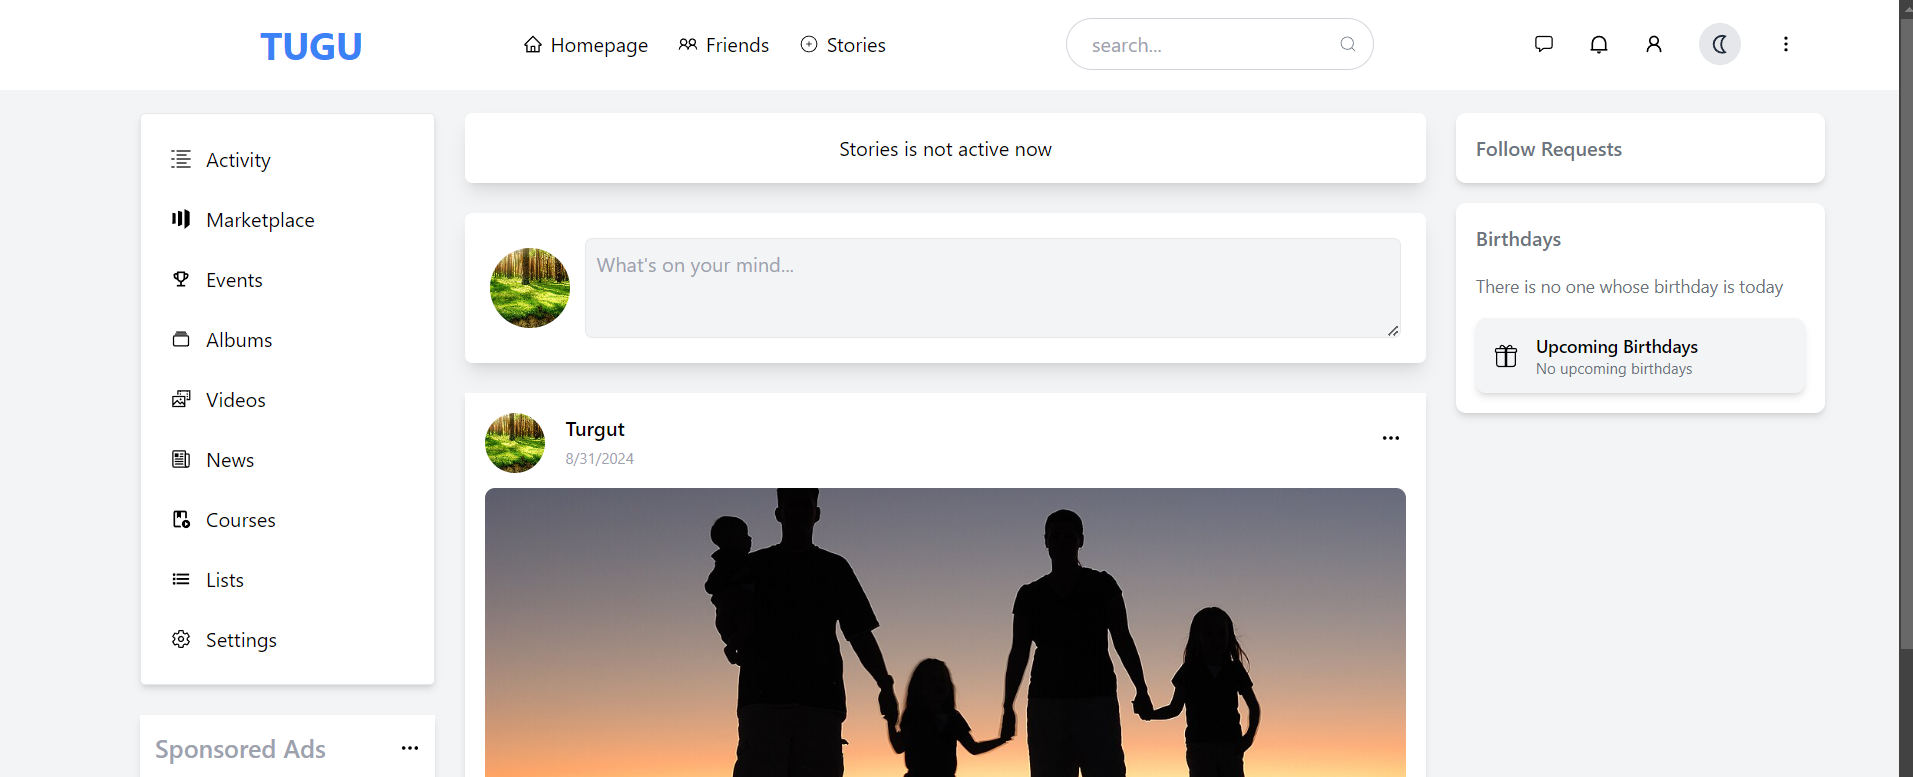 TUGU
Homepage
Friends
Stories
search...
Activity
Marketplace
Events
Albums
Videos
News
Courses
Lists
Settings
Sponsored Ads
Stories is not active now
What's on your mind...
Turgut
8/31/2024
Follow Requests
Birthdays
There is no one whose birthday is today
Upcoming Birthdays
No upcoming birthdays